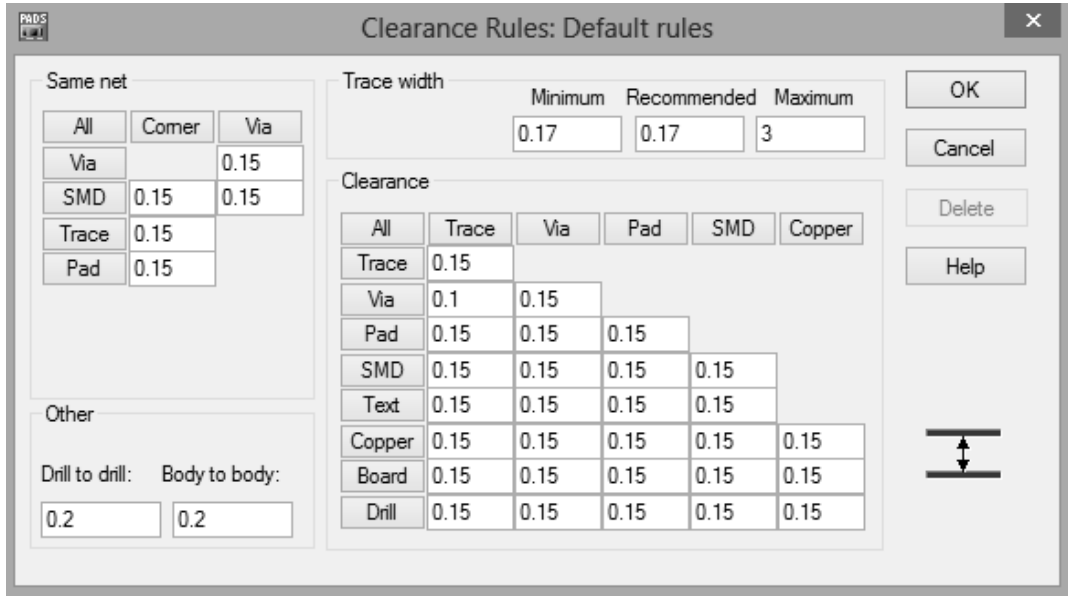 PADS
Clearance Rules: Default rules
Same net
All Corner Via
Via 0.15
SMD 0.15 0.15
Trace 0.15
Pad 0.15
Other
Drill to drill: Body to body:
0.2 0.2
Trace width
Minimum Recommended Maximum
0.17 0.17 3
Clearance
All Trace Via Pad SMD Copper
Trace 0.15
Via 0.1 0.15
Pad 0.15 0.15 0.15
SMD 0.15 0.15 0.15 0.15
Text 0.15 0.15 0.15 0.15
Copper 0.15 0.15 0.15 0.15 0.15
Board 0.15 0.15 0.15 0.15 0.15
Drill 0.15 0.15 0.15 0.15 0.15
OK
Cancel
Delete
Help